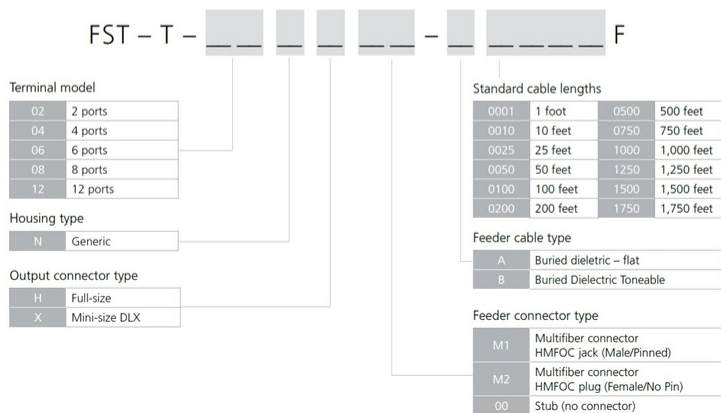 FST – T – __ __ __ __ __ __ – __ __ __ __ __ F
Terminal model
02 2 ports
04 4 ports
06 6 ports
08 8 ports
12 12 ports
Housing type
N Generic
Output connector type
H Full-size
X Mini-size DLX
Standard cable lengths
0001 1 foot 0500 500 feet
0010 10 feet 0750 750 feet
0025 25 feet 1000 1,000 feet
0050 50 feet 1250 1,250 feet
0100 100 feet 1500 1,500 feet
0200 200 feet 1750 1,750 feet
Feeder cable type
A Buried dieletric – flat
B Buried Dielectric Toneable
Feeder connector type
M1 Multifiber connector
HMFOC jack (Male/Pinned)
M2 Multifiber connector
HMFOC plug (Female/No Pin)
00 Stub (no connector)